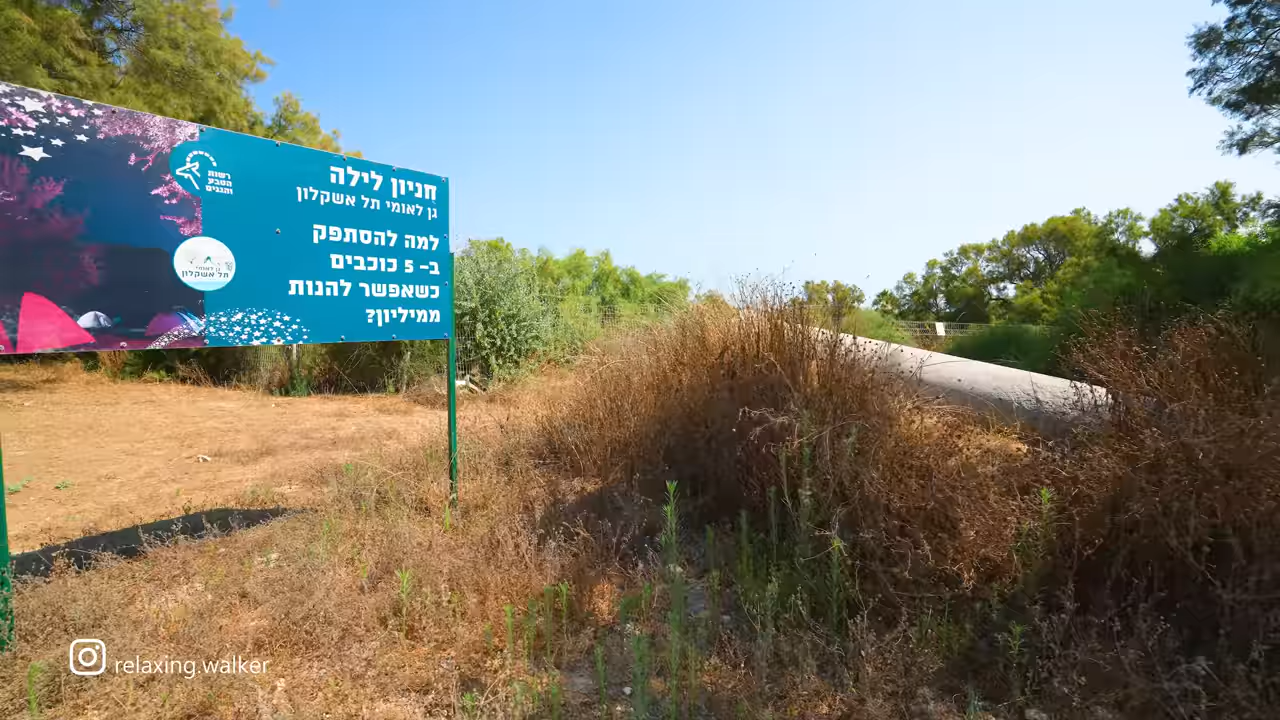 חניון לילה
גן לאומי תל אשקלון
למה להסתפק
ב- 5 כוכבים
כשאפשר להנות
ממיליון?
רשות
הטבע
והגנים
גן לאומי
תל אשקלון
relaxing.walker